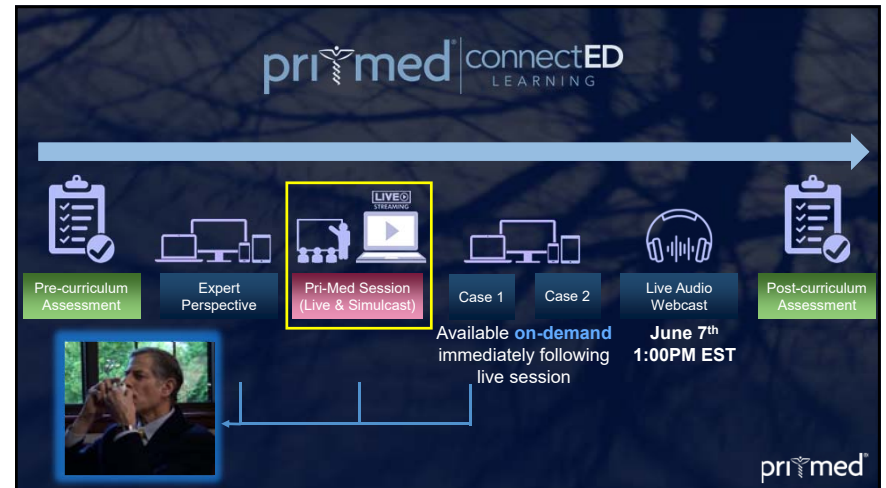 primed® connectED
LEARNING
LIVE
STREAMING
Pre-curriculum
Assessment
Expert
Perspective
Pri-Med Session
(Live & Simulcast)
Case 1
Case 2
Live Audio
Webcast
Post-curriculum
Assessment
Available on-demand
immediately following
live session
June 7th
1:00PM EST
primed®